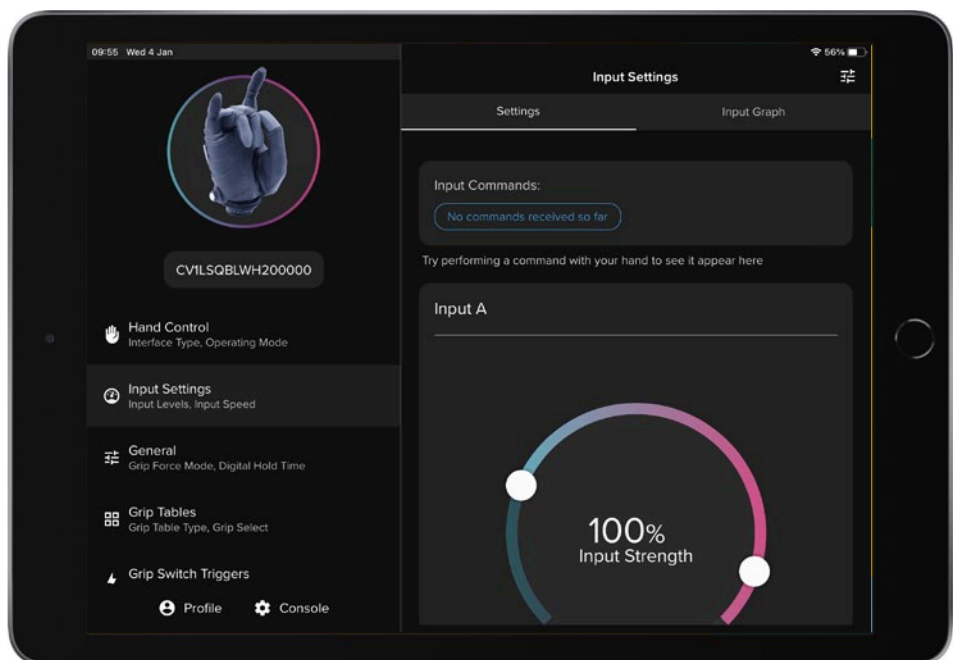 09:55 Wed 4 Jan
56%
CV1LSQBLWH200000
Hand Control
Interface Type, Operating Mode
Input Settings
Input Levels, Input Speed
General
Grip Force Mode, Digital Hold Time
Grip Tables
Grip Table Type, Grip Select
Grip Switch Triggers
Profile
Console
Input Settings
Settings
Input Graph
Input Commands:
No commands received so far
Try performing a command with your hand to see it appear here
Input A
100%
Input Strength